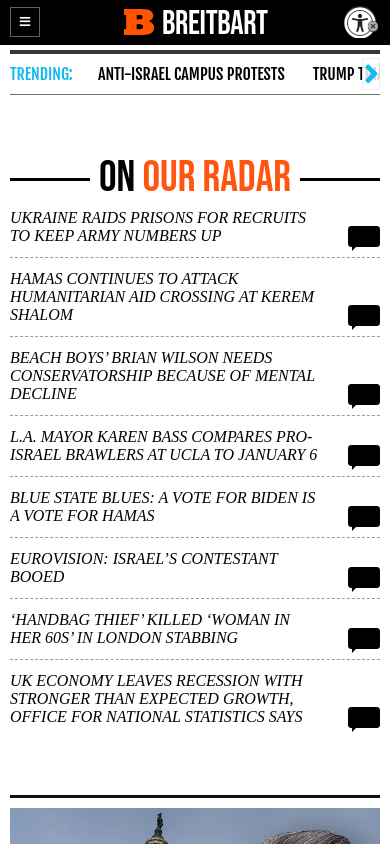 B BREITBART
TRENDING: ANTI-ISRAEL CAMPUS PROTESTS TRUMP
ON OUR RADAR
UKRAINE RAIDS PRISONS FOR RECRUITS
TO KEEP ARMY NUMBERS UP
HAMAS CONTINUES TO ATTACK
HUMANITARIAN AID CROSSING AT KEREM
SHALOM
BEACH BOYS’ BRIAN WILSON NEEDS
CONSERVATORSHIP BECAUSE OF MENTAL
DECLINE
L.A. MAYOR KAREN BASS COMPARES PRO-
ISRAEL BRAWLERS AT UCLA TO JANUARY 6
BLUE STATE BLUES: A VOTE FOR BIDEN IS
A VOTE FOR HAMAS
EUROVISION: ISRAEL’S CONTESTANT
BOOED
‘HANDBAG THIEF’ KILLED ‘WOMAN IN
HER 60S’ IN LONDON STABBING
UK ECONOMY LEAVES RECESSION WITH
STRONGER THAN EXPECTED GROWTH,
OFFICE FOR NATIONAL STATISTICS SAYS